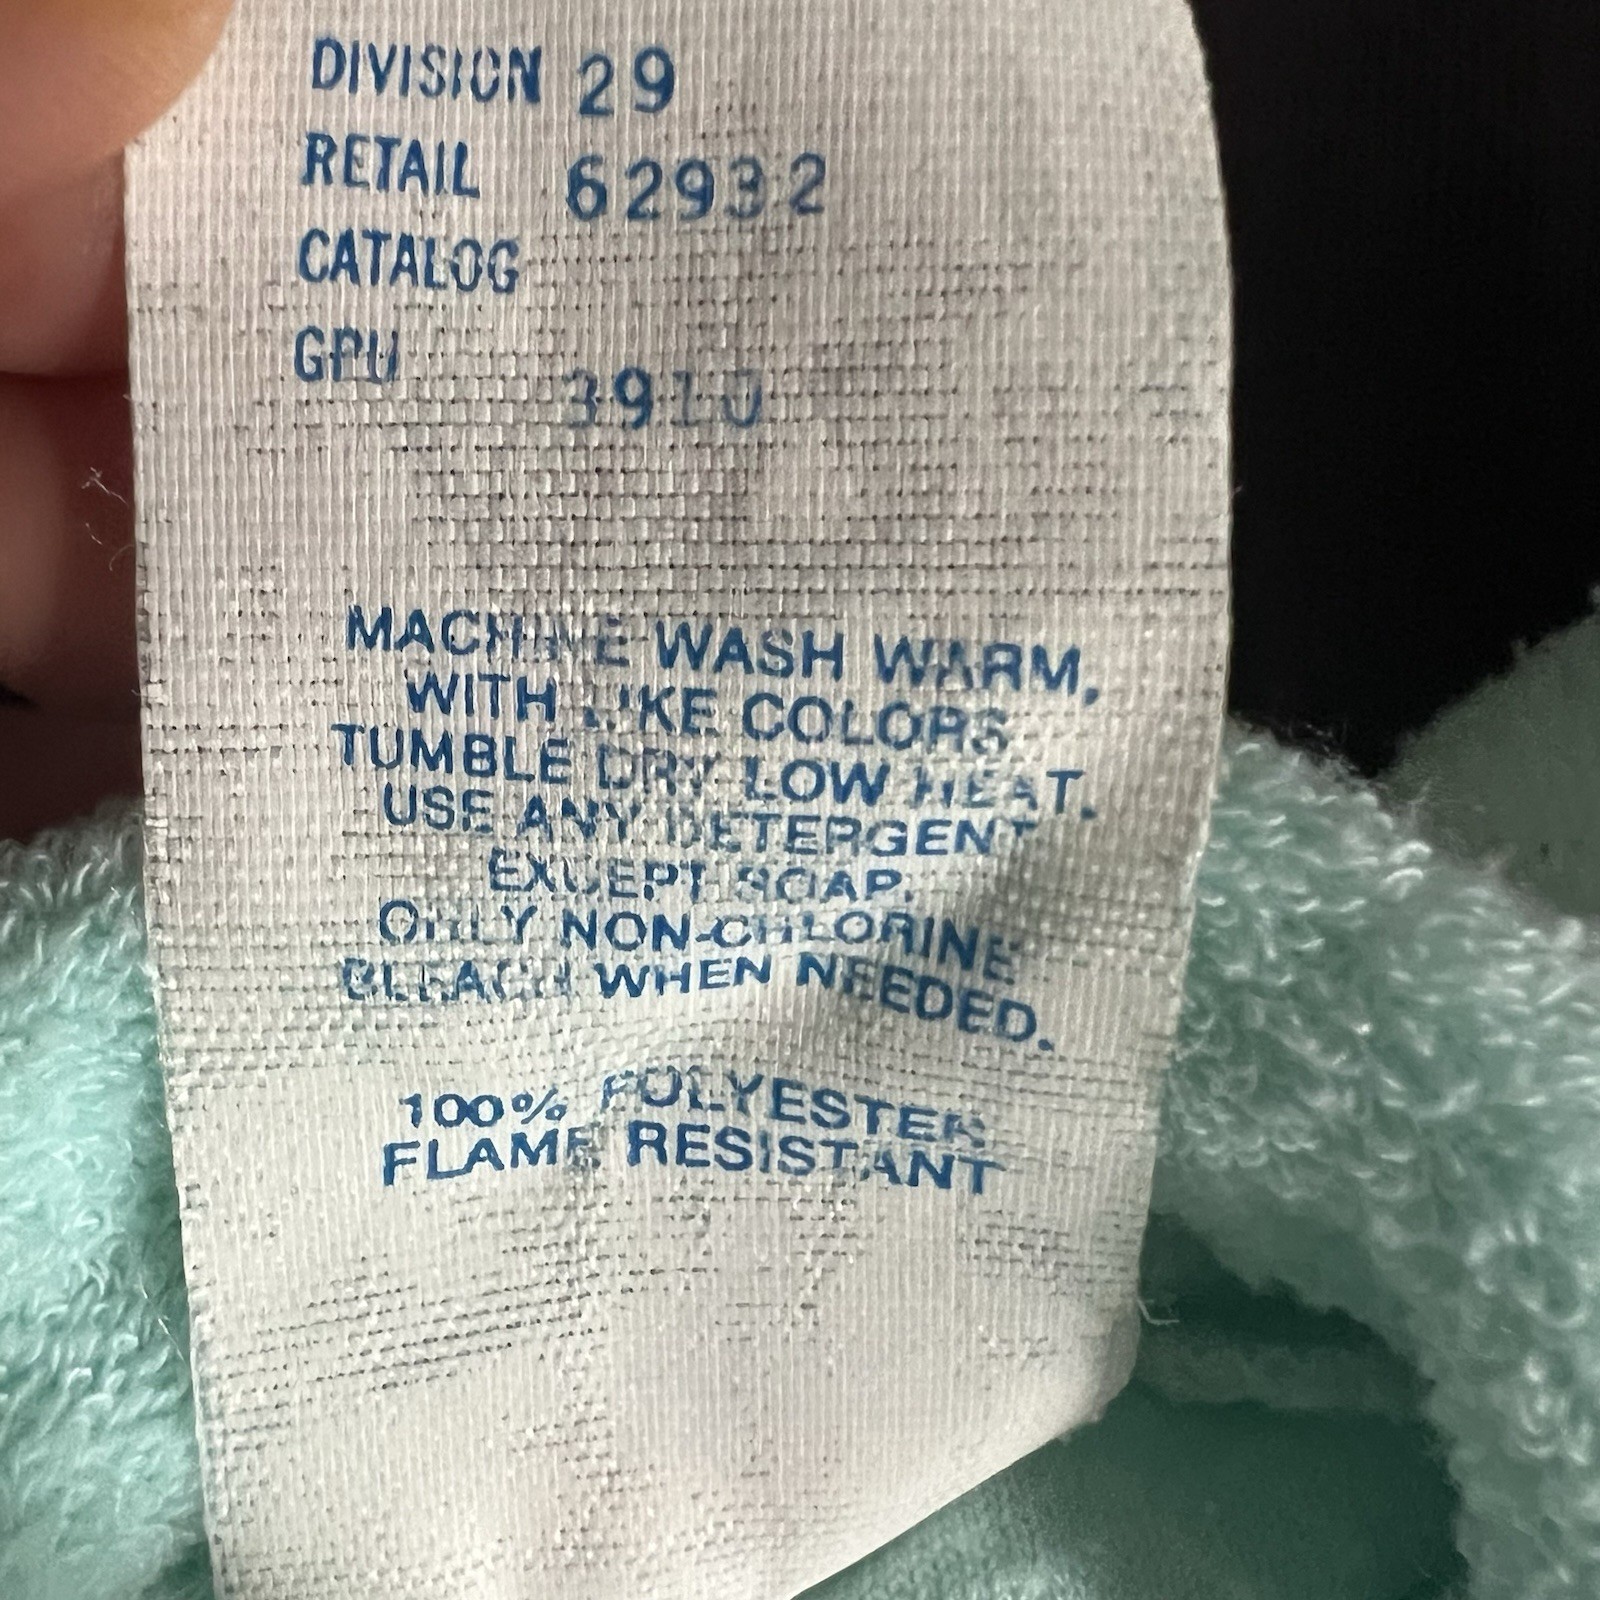 DIVISION 29
RETAIL 62932
CATALOG
GPU
3910
MACHINE WASH WARM,
WITH LIKE COLORS
TUMBLE DRY LOW HEAT.
USE ANY DETERGENT
EXCEPT SOAP.
ONLY NON-CHLORINE
BLEACH WHEN NEEDED.
100% POLYESTER
FLAME RESISTANT